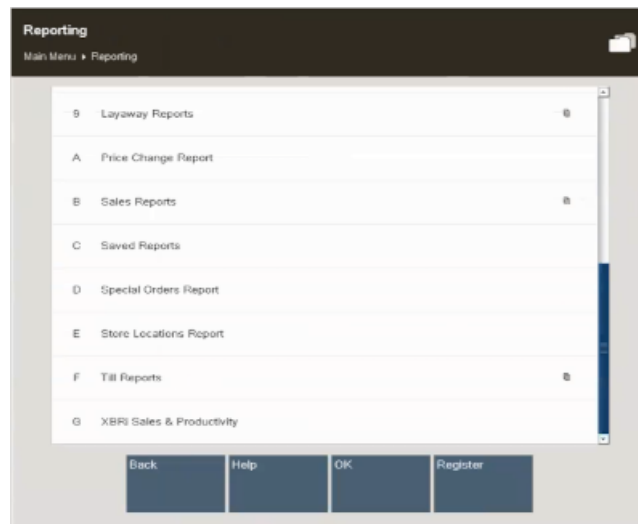 Reporting
Main Menu ▸ Reporting
9 Layaway Reports
A Price Change Report
B Sales Reports
C Saved Reports
D Special Orders Report
E Store Locations Report
F Till Reports
G XBRi Sales & Productivity
Back Help OK Register